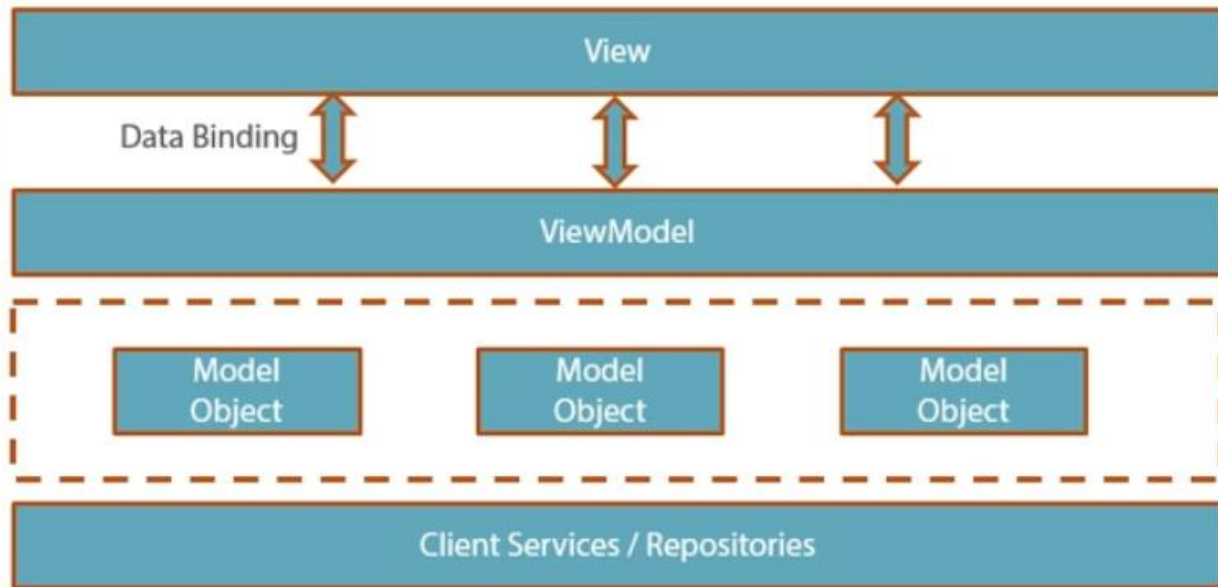 View
Data Binding
ViewModel
Model
Object
Model
Object
Model
Object
Client Services / Repositories